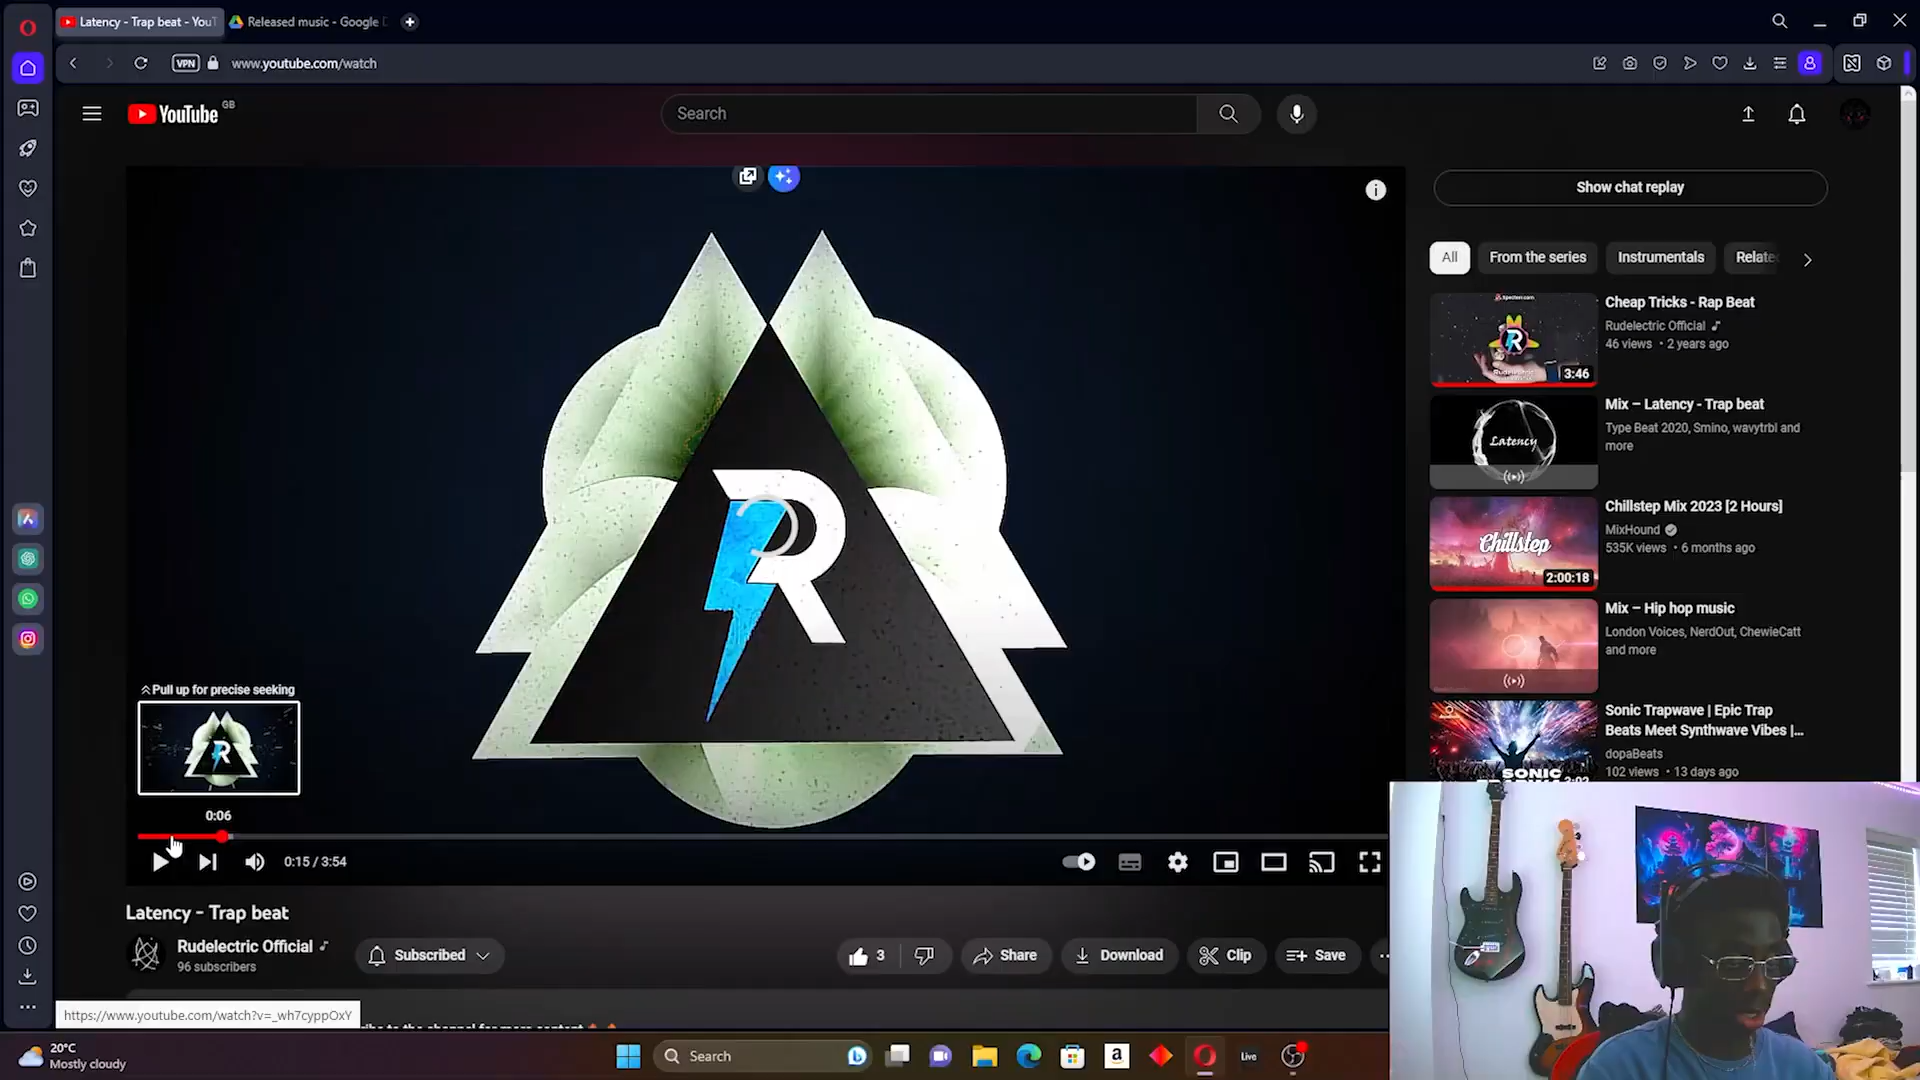 Latency - Trap beat - YouT
Released music - Google D
VPN
www.youtube.com/watch
YouTube
GB
Search
Show chat replay
All
From the series
Instrumentals
Relate
Cheap Tricks - Rap Beat
Rudelectric Official
46 views • 2 years ago
3:46
Mix – Latency - Trap beat
Type Beat 2020, Smino, wavytrbl and
more
Latency
Chillstep Mix 2023 [2 Hours]
MixHound
535K views • 6 months ago
Chillstep
2:00:18
Mix – Hip hop music
London Voices, NerdOut, ChewieCatt
and more
Sonic Trapwave | Epic Trap
Beats Meet Synthwave Vibes |...
dopaBeats
102 views • 13 days ago
SONIC
R
Pull up for precise seeking
0:06
0:15 / 3:54
Latency - Trap beat
Rudelectric Official
96 subscribers
Subscribed
3
Share
Download
Clip
Save
https://www.youtube.com/watch?v=_wh7cyppOxY
20°C
Mostly cloudy
Search
Live